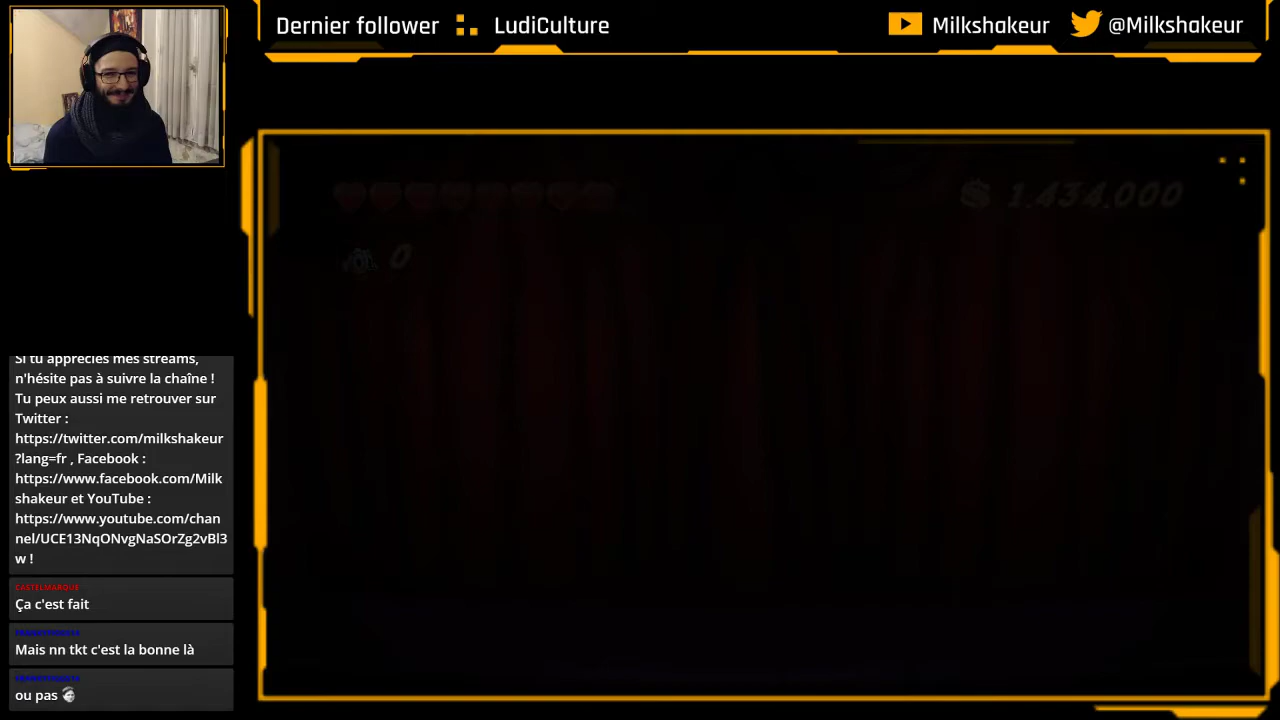 Dernier follower LudiCulture Milkshakeur @Milkshakeur
1.434.000
0
Si tu apprécies mes streams,
n'hésite pas à suivre la chaîne !
Tu peux aussi me retrouver sur
Twitter :
https://twitter.com/milkshakeur
?lang=fr , Facebook :
https://www.facebook.com/Milk
shakeur et YouTube :
https://www.youtube.com/chan
nel/UCE13NqONvgNaSOrZg2vBl3
w !
CASTELMARQUE
Ça c'est fait
Mais nn tkt c'est la bonne là
ou pas